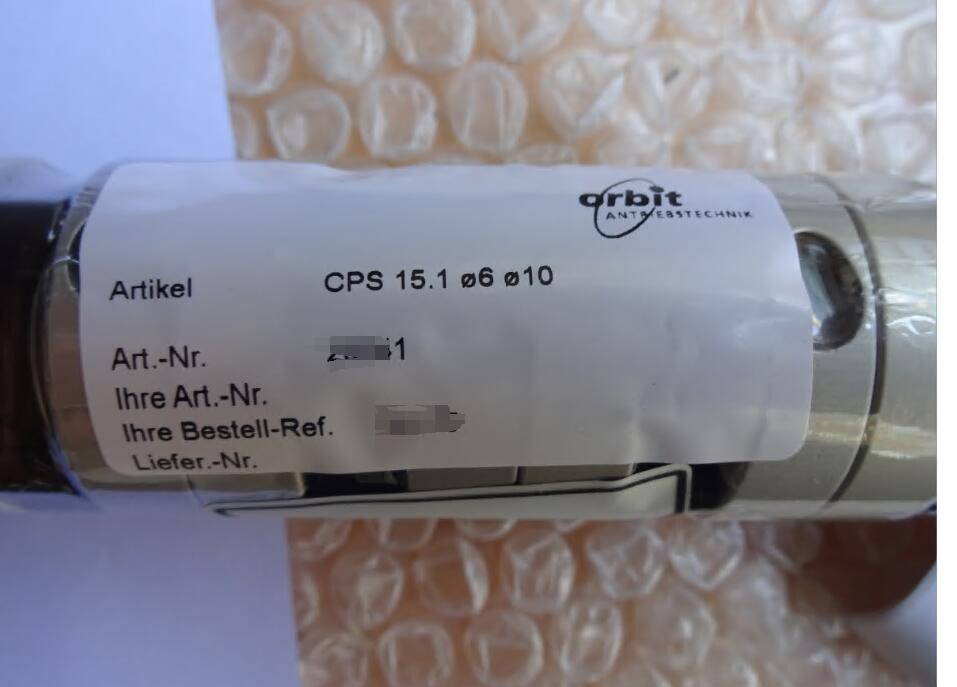 orbit
ANTRIEBSTECHNIK
Artikel CPS 15.1 ø6 ø10
Art.-Nr.
Ihre Art.-Nr.
Ihre Bestell-Ref.
Liefer.-Nr.